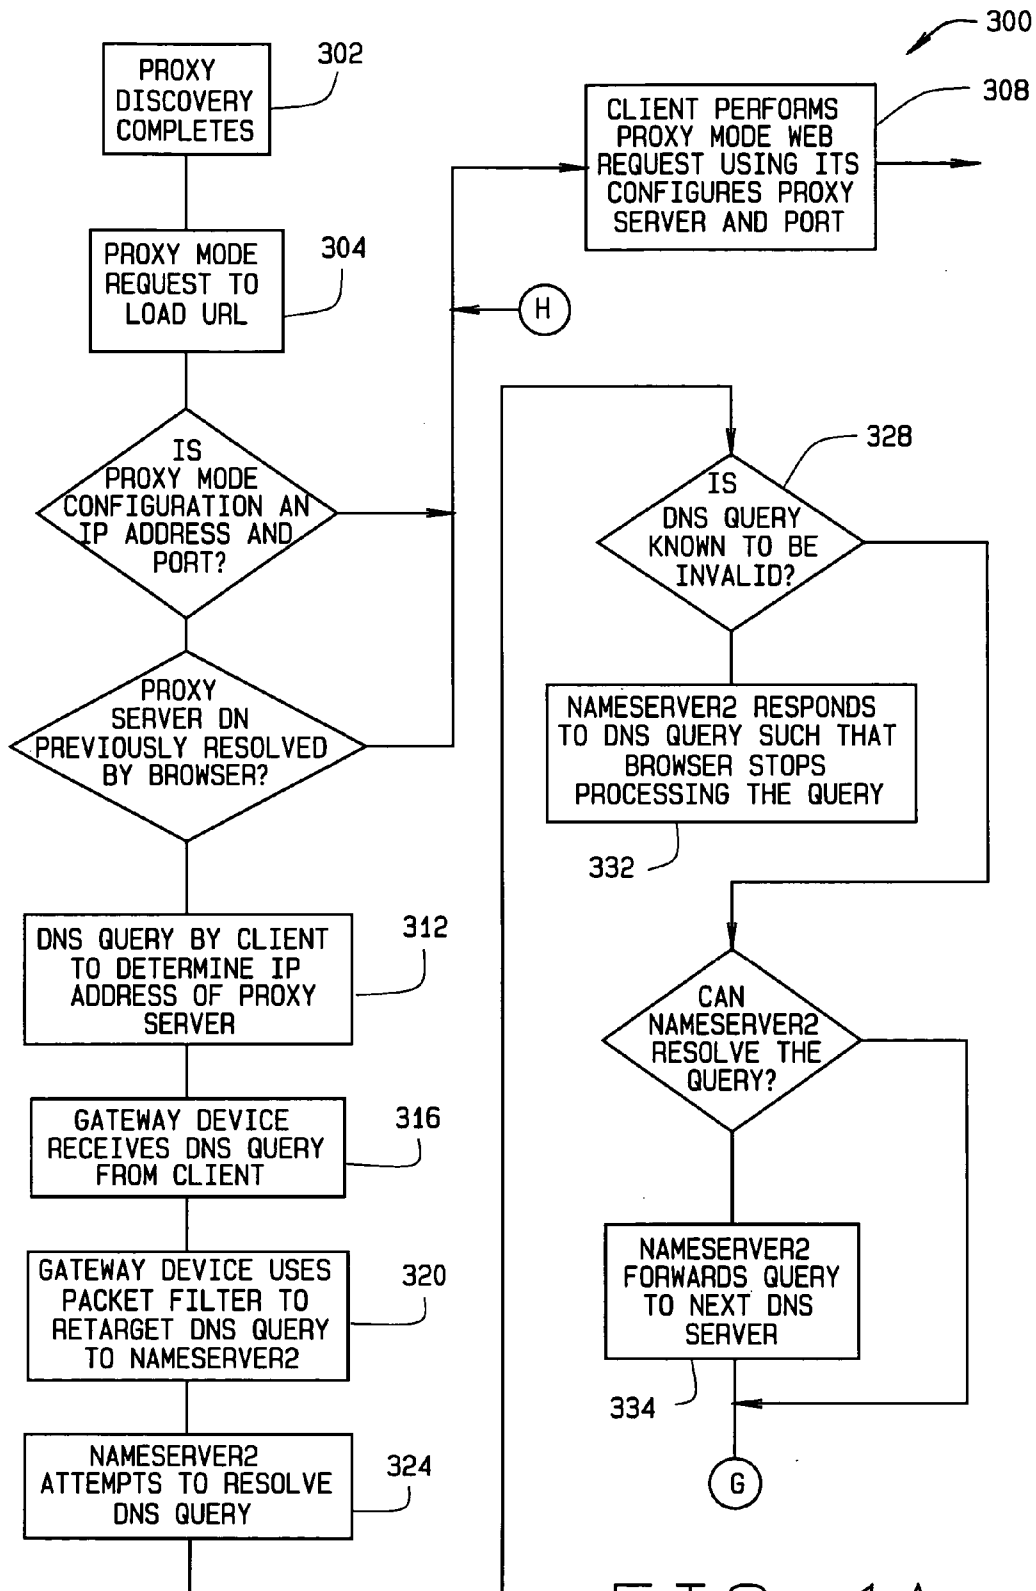 300
PROXY
DISCOVERY
COMPLETES
302
PROXY MODE
REQUEST TO
LOAD URL
304
IS
PROXY MODE
CONFIGURATION AN
IP ADDRESS AND
PORT?
PROXY
SERVER DN
PREVIOUSLY RESOLVED
BY BROWSER?
DNS QUERY BY CLIENT
TO DETERMINE IP
ADDRESS OF PROXY
SERVER
312
GATEWAY DEVICE
RECEIVES DNS QUERY
FROM CLIENT
316
GATEWAY DEVICE USES
PACKET FILTER TO
RETARGET DNS QUERY
TO NAMESERVER2
320
NAMESERVER2
ATTEMPTS TO RESOLVE
DNS QUERY
324
CLIENT PERFORMS
PROXY MODE WEB
REQUEST USING ITS
CONFIGURES PROXY
SERVER AND PORT
308
H
IS
DNS QUERY
KNOWN TO BE
INVALID?
328
NAMESERVER2 RESPONDS
TO DNS QUERY SUCH THAT
BROWSER STOPS
PROCESSING THE QUERY
332
CAN
NAMESERVER2
RESOLVE THE
QUERY?
NAMESERVER2
FORWARDS QUERY
TO NEXT DNS
SERVER
334
G